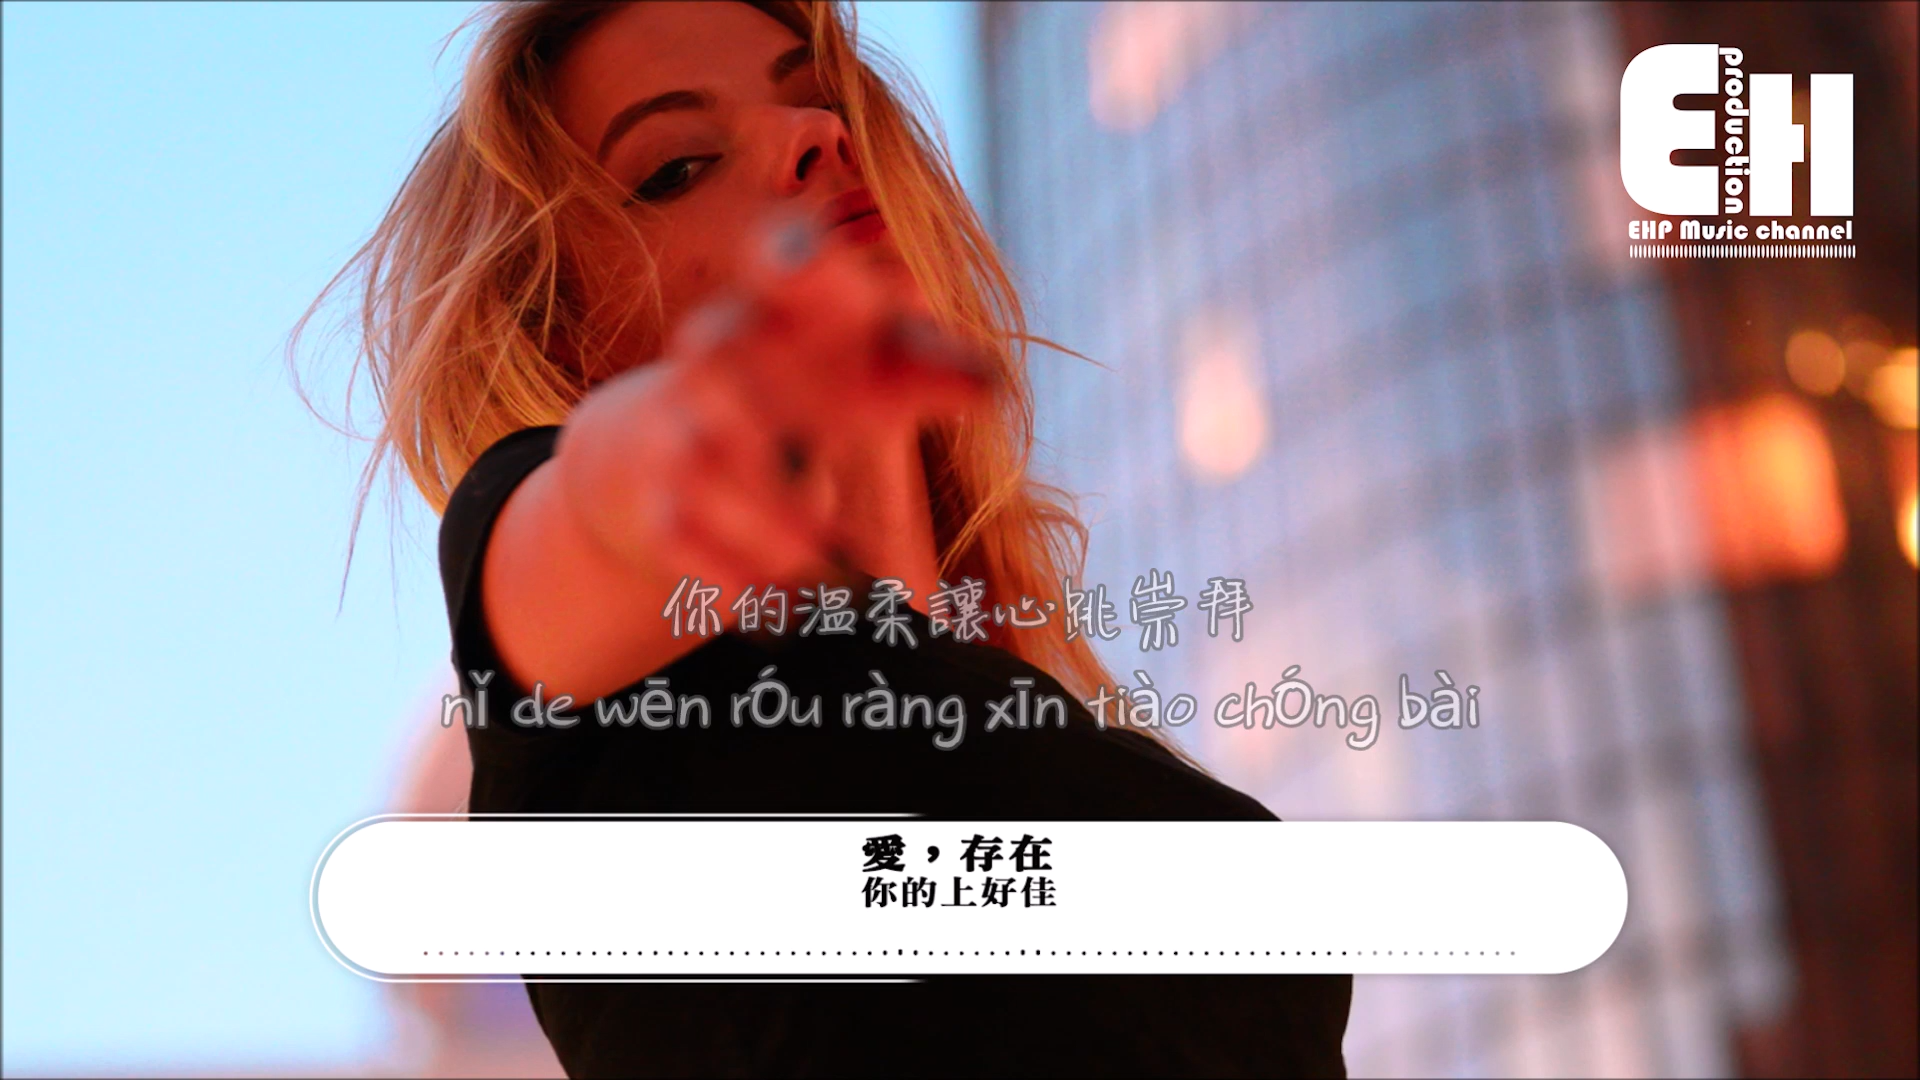 EH
production
EHP Music channel
你的溫柔讓心跳崇拜
nǐ de wēn róu ràng xīn tiào chóng bài
愛，存在
你的上好佳